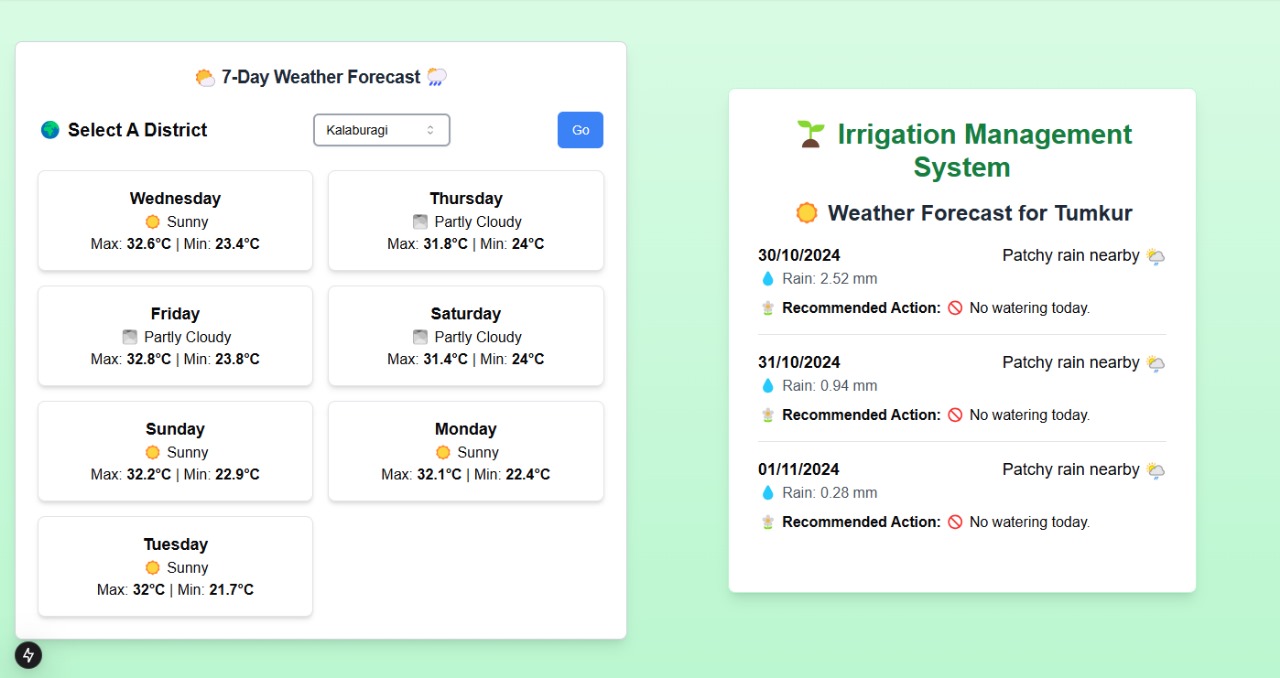 7-Day Weather Forecast
Select A District
Kalaburagi
Go
Wednesday
Sunny
Max: 32.6°C | Min: 23.4°C
Thursday
Partly Cloudy
Max: 31.8°C | Min: 24°C
Friday
Partly Cloudy
Max: 32.8°C | Min: 23.8°C
Saturday
Partly Cloudy
Max: 31.4°C | Min: 24°C
Sunday
Sunny
Max: 32.2°C | Min: 22.9°C
Monday
Sunny
Max: 32.1°C | Min: 22.4°C
Tuesday
Sunny
Max: 32°C | Min: 21.7°C
Irrigation Management
System
Weather Forecast for Tumkur
30/10/2024
Patchy rain nearby
Rain: 2.52 mm
Recommended Action: No watering today.
31/10/2024
Patchy rain nearby
Rain: 0.94 mm
Recommended Action: No watering today.
01/11/2024
Patchy rain nearby
Rain: 0.28 mm
Recommended Action: No watering today.